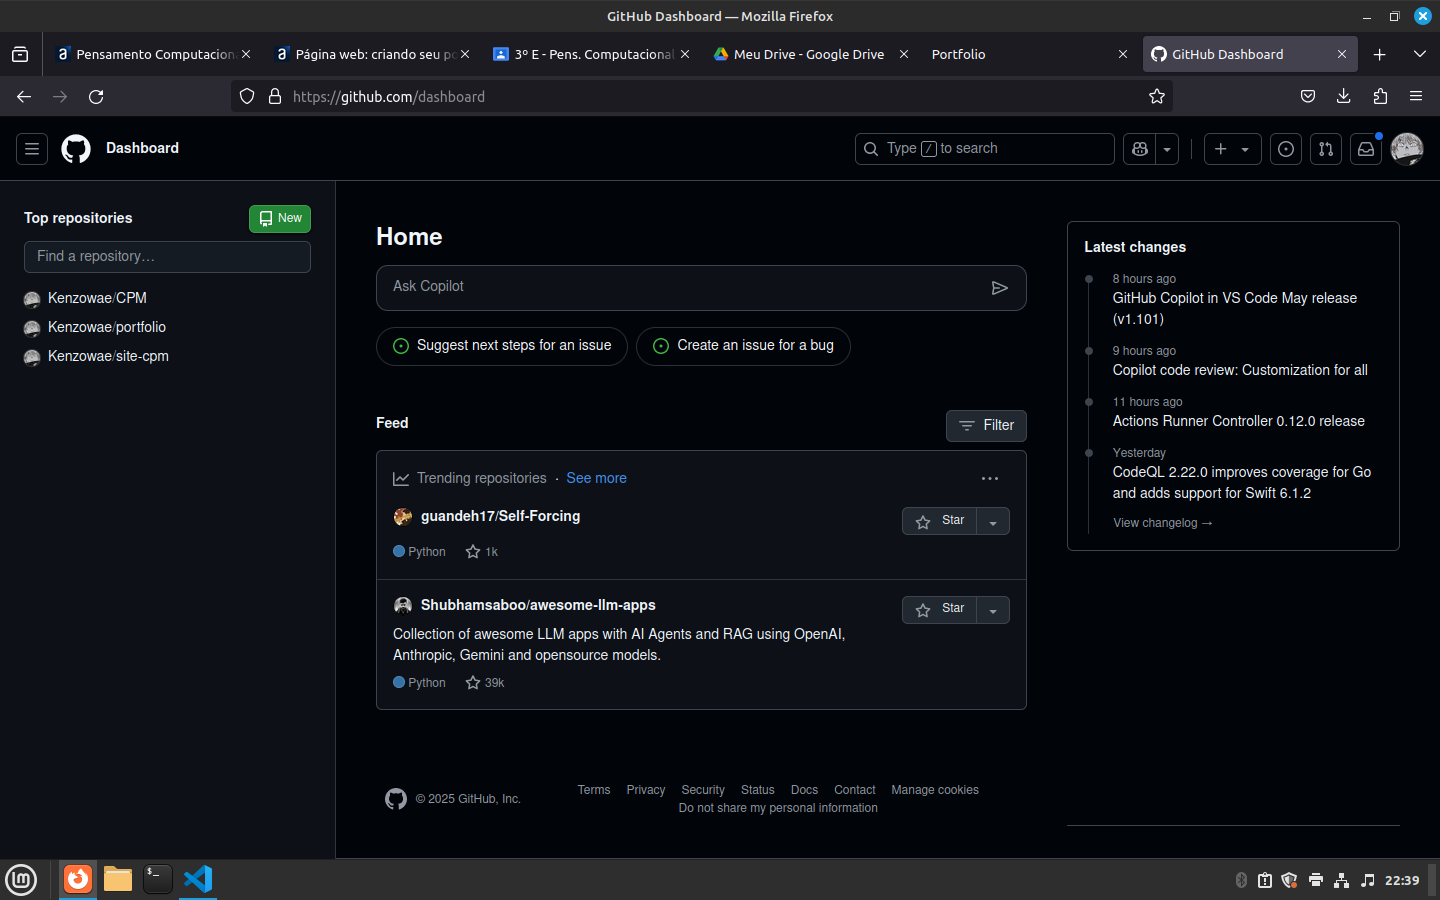 GitHub Dashboard — Mozilla Firefox
Pensamento Computacion
Página web: criando seu po
3º E - Pens. Computacional
Meu Drive - Google Drive
Portfolio
GitHub Dashboard
https://github.com/dashboard
Dashboard
Type / to search
Top repositories
New
Find a repository…
Kenzowae/CPM
Kenzowae/portfolio
Kenzowae/site-cpm
Home
Ask Copilot
Suggest next steps for an issue
Create an issue for a bug
Feed
Filter
Trending repositories · See more
guandeh17/Self-Forcing
Star
Python
1k
Shubhamsaboo/awesome-llm-apps
Star
Collection of awesome LLM apps with AI Agents and RAG using OpenAI,
Anthropic, Gemini and opensource models.
Python
39k
Latest changes
8 hours ago
GitHub Copilot in VS Code May release
(v1.101)
9 hours ago
Copilot code review: Customization for all
11 hours ago
Actions Runner Controller 0.12.0 release
Yesterday
CodeQL 2.22.0 improves coverage for Go
and adds support for Swift 6.1.2
View changelog →
© 2025 GitHub, Inc.
Terms Privacy Security Status Docs Contact Manage cookies
Do not share my personal information
22:39